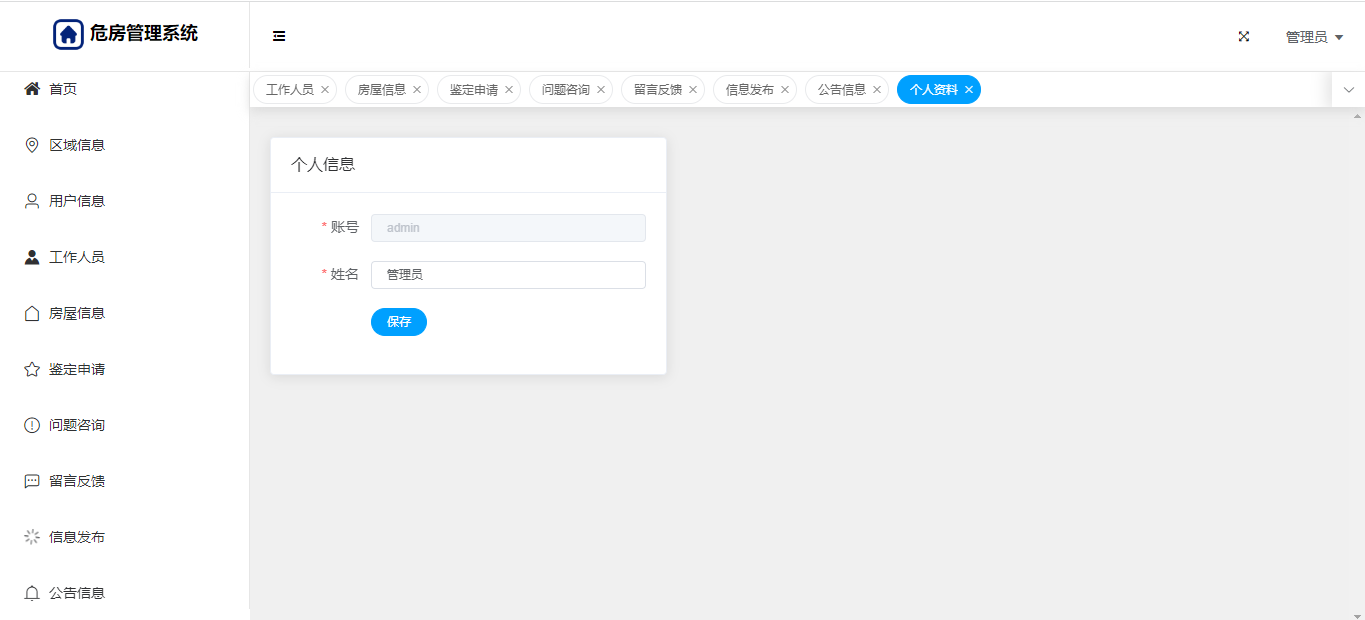 危房管理系统
管理员
首页
区域信息
用户信息
工作人员
房屋信息
鉴定申请
问题咨询
留言反馈
信息发布
公告信息
工作人员 房屋信息 鉴定申请 问题咨询 留言反馈 信息发布 公告信息 个人资料
个人信息
* 账号 admin
* 姓名 管理员
保存